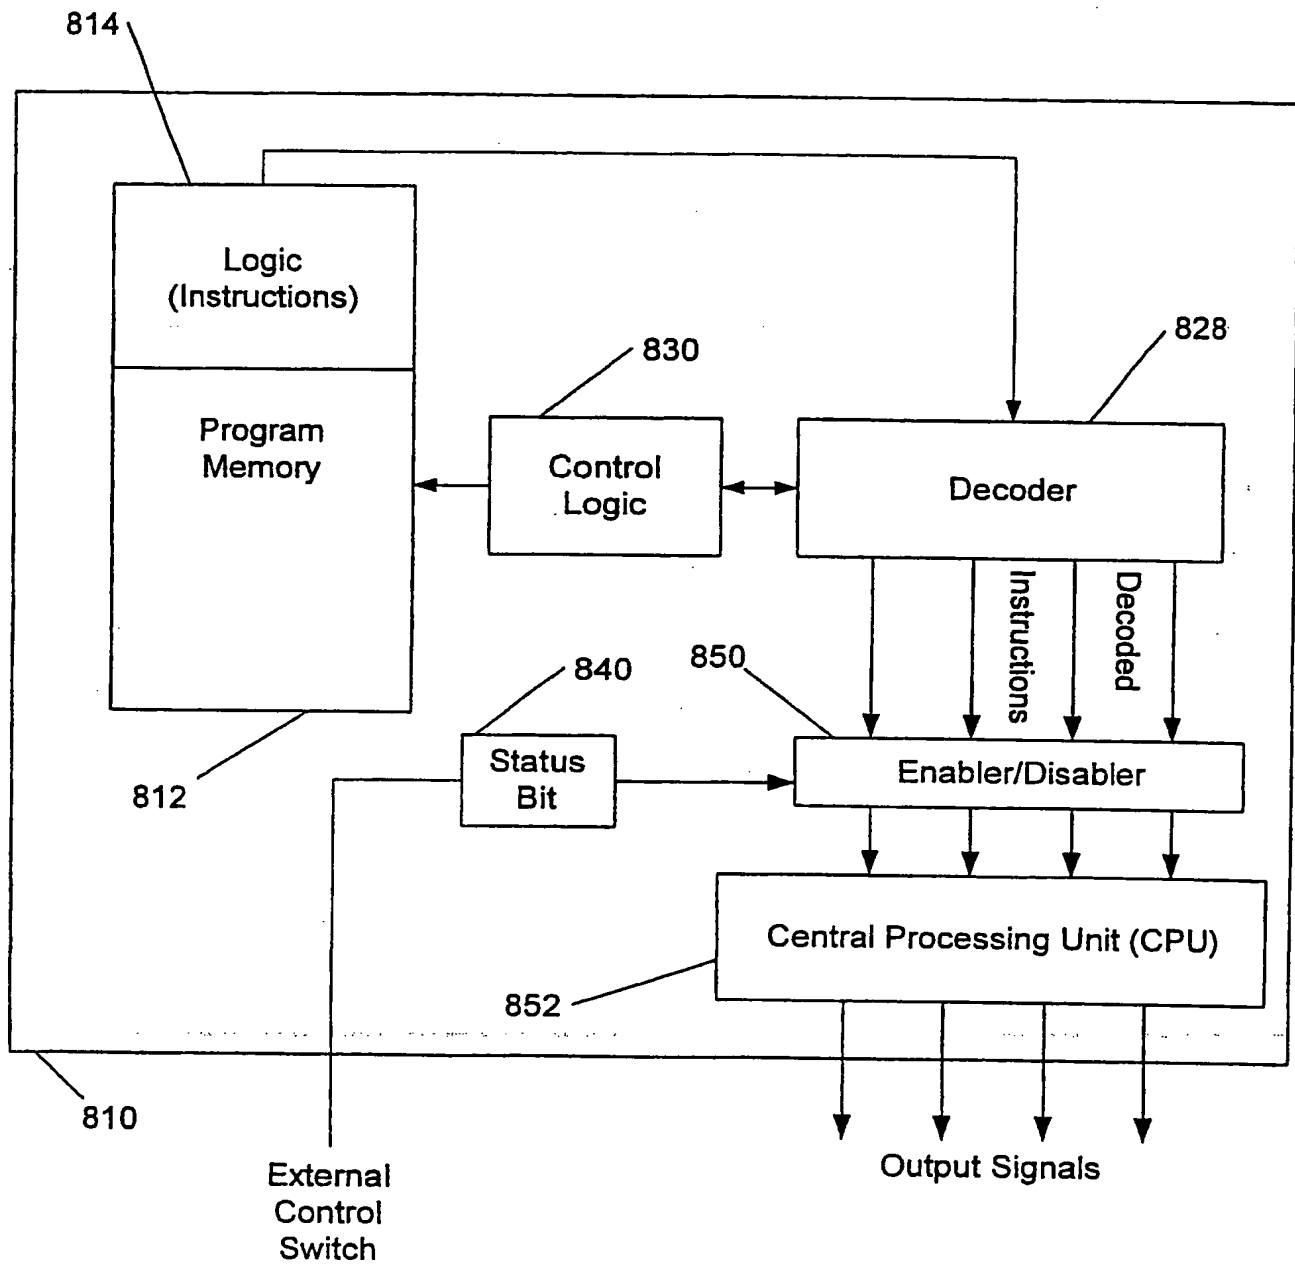 814
Logic
(Instructions)
830
828
Program
Memory
Control
Logic
Decoder
Instructions
Decoded
840
850
Status
Bit
Enabler/Disabler
812
Central Processing Unit (CPU)
852
810
External
Control
Switch
Output Signals